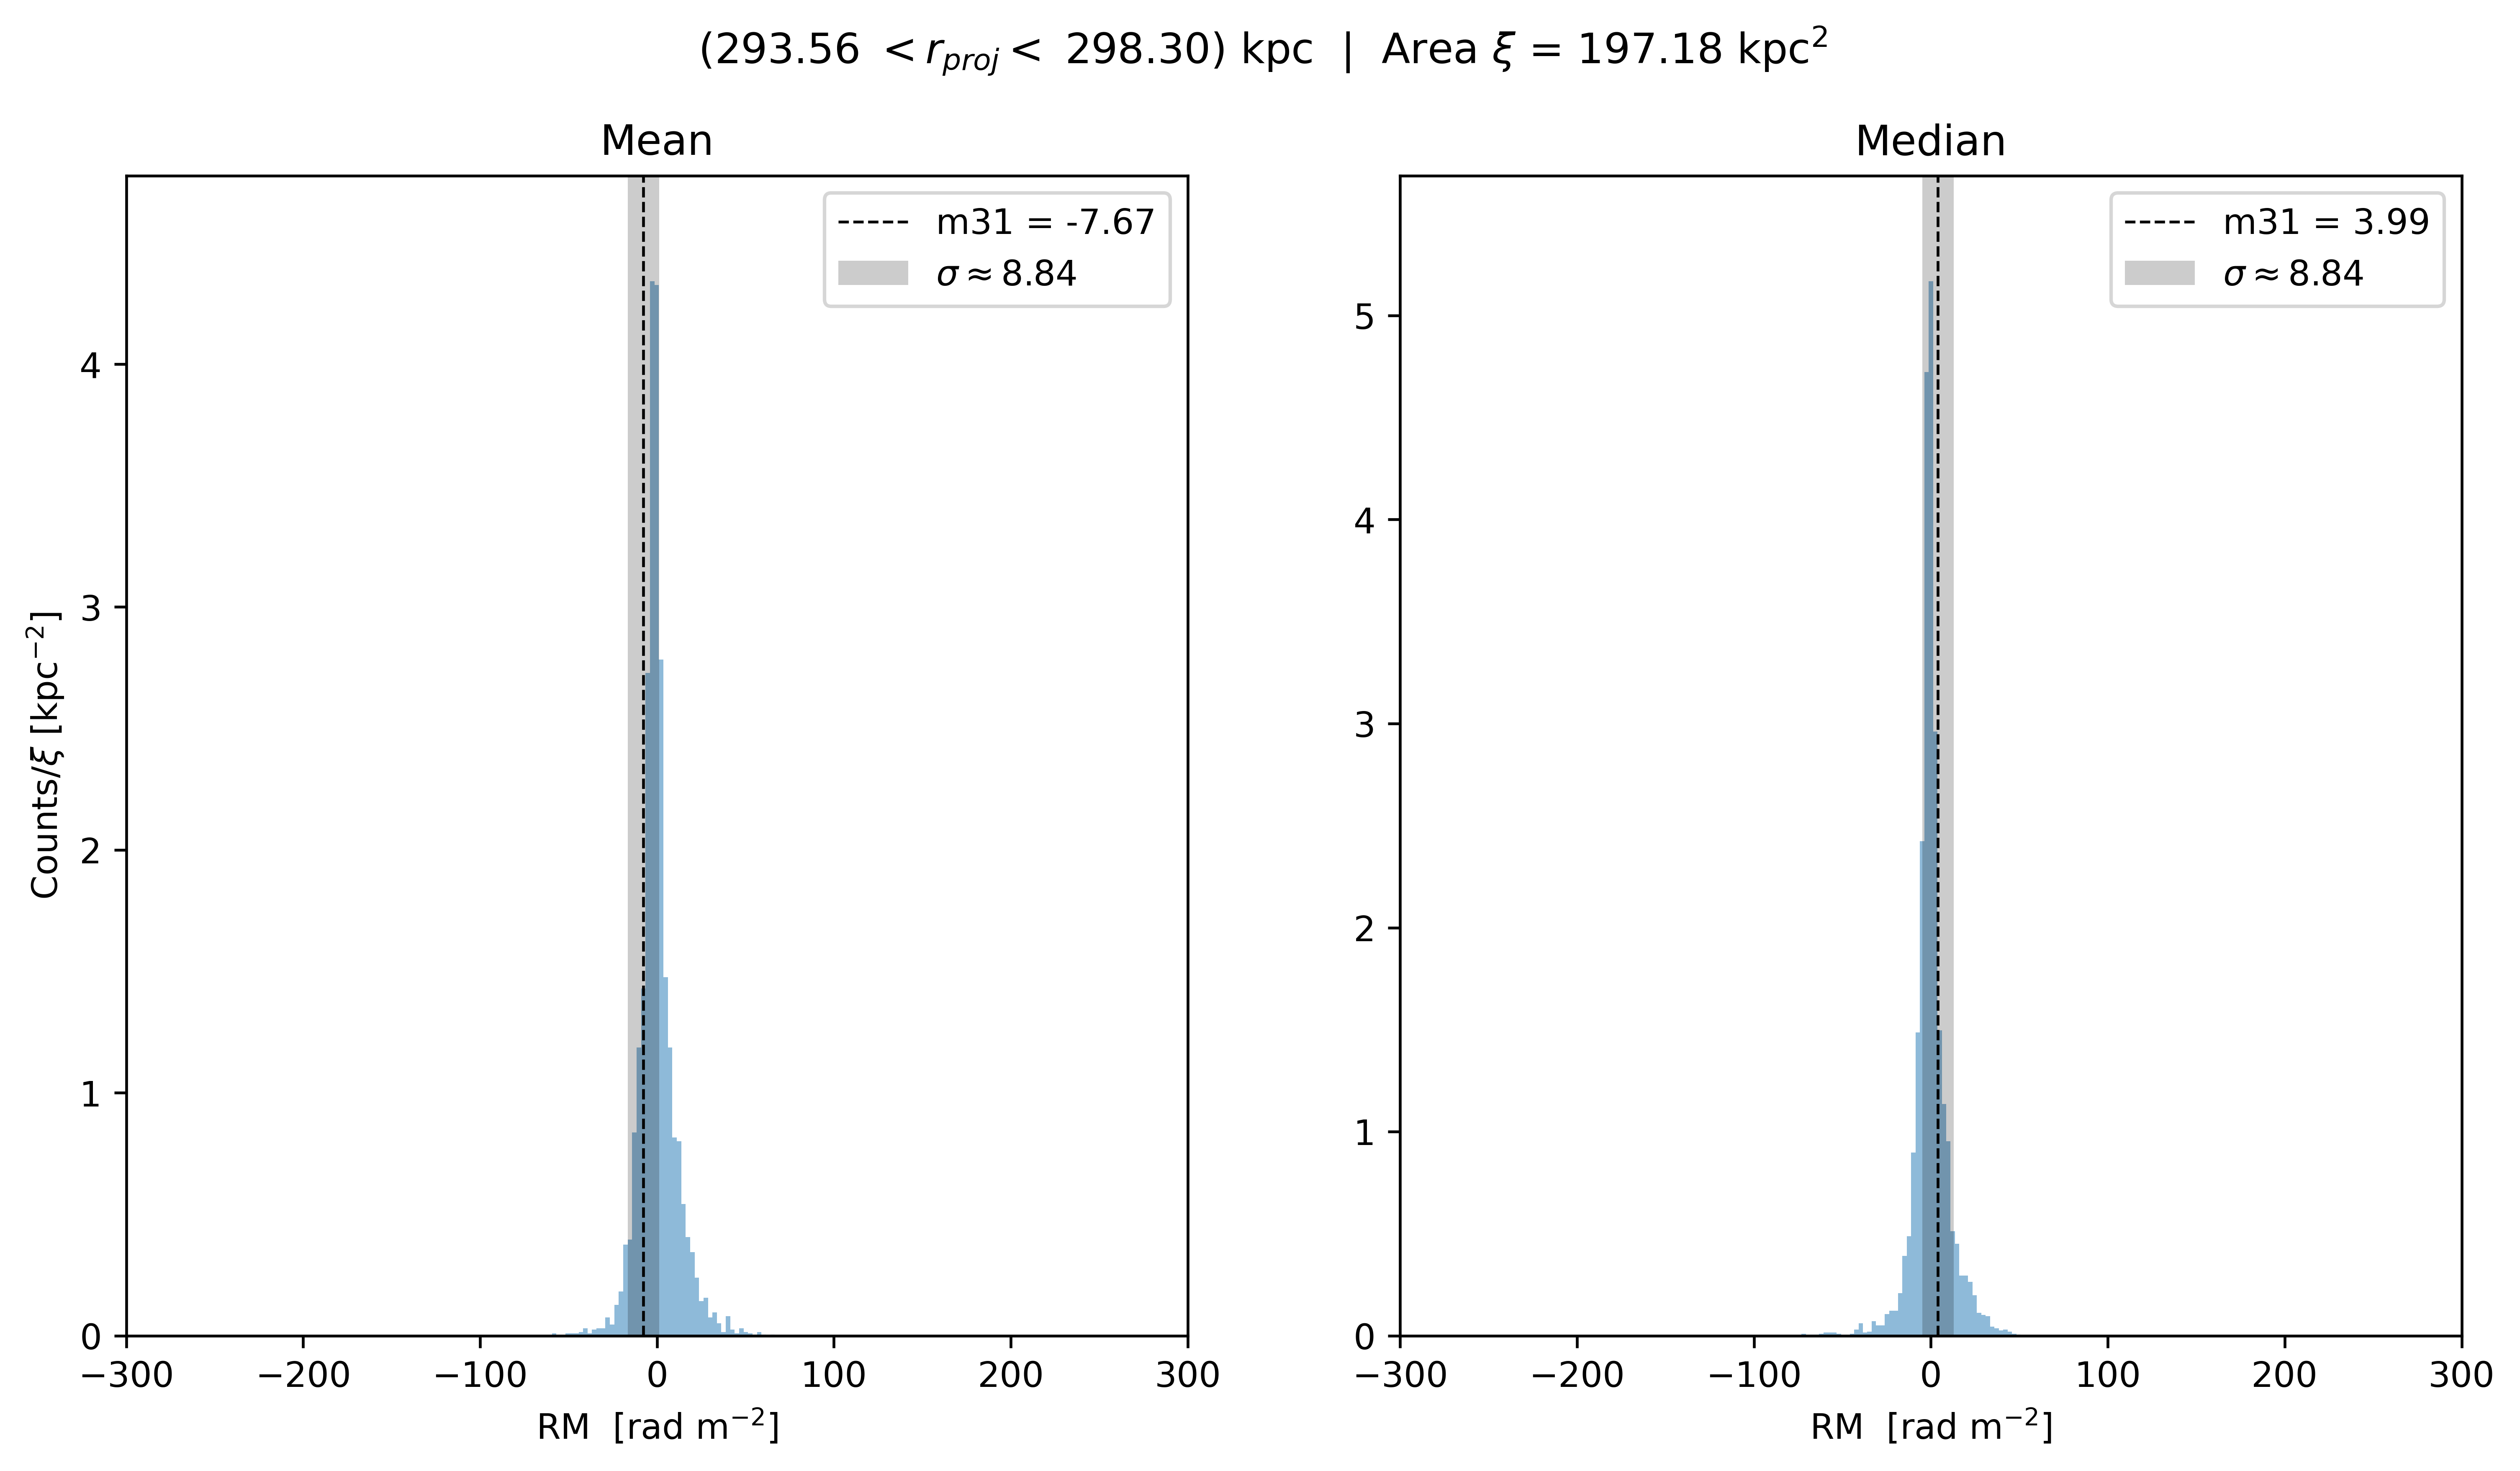 (293.56 < r_proj < 298.30) kpc | Area ξ = 197.18 kpc²
Mean
m31 = -7.67
σ ≈ 8.84
4
3
2
1
0
Counts/ξ [kpc⁻²]
−300 −200 −100 0 100 200 300
RM [rad m⁻²]
Median
m31 = 3.99
σ ≈ 8.84
5
4
3
2
1
0
−300 −200 −100 0 100 200 300
RM [rad m⁻²]